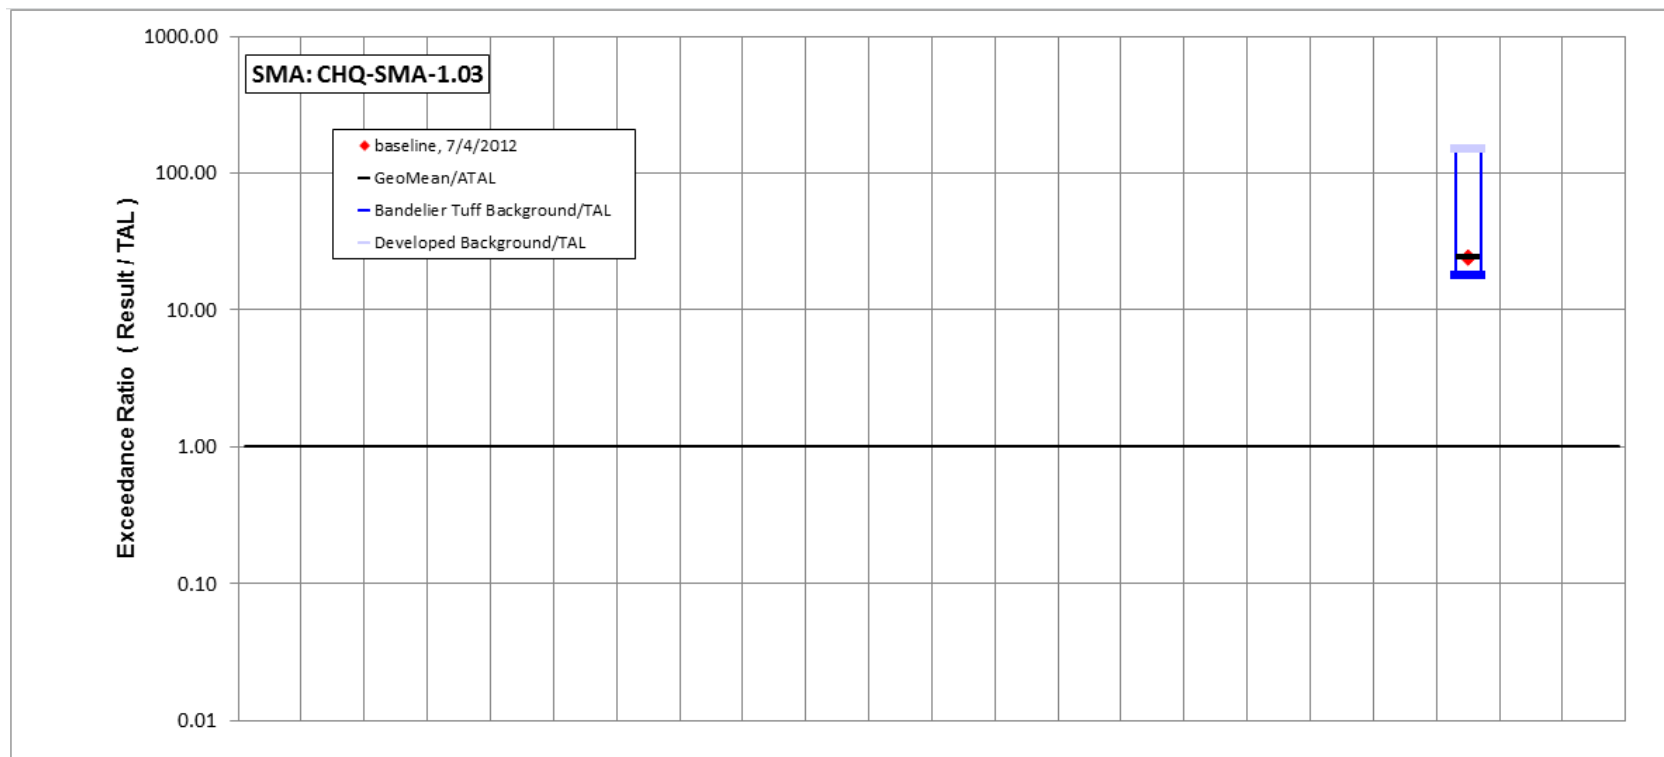 1000.00
SMA: CHQ-SMA-1.03
baseline, 7/4/2012
GeoMean/ATAL
Bandelier Tuff Background/TAL
Developed Background/TAL
100.00
10.00
1.00
0.10
0.01
Exceedance Ratio ( Result / TAL )